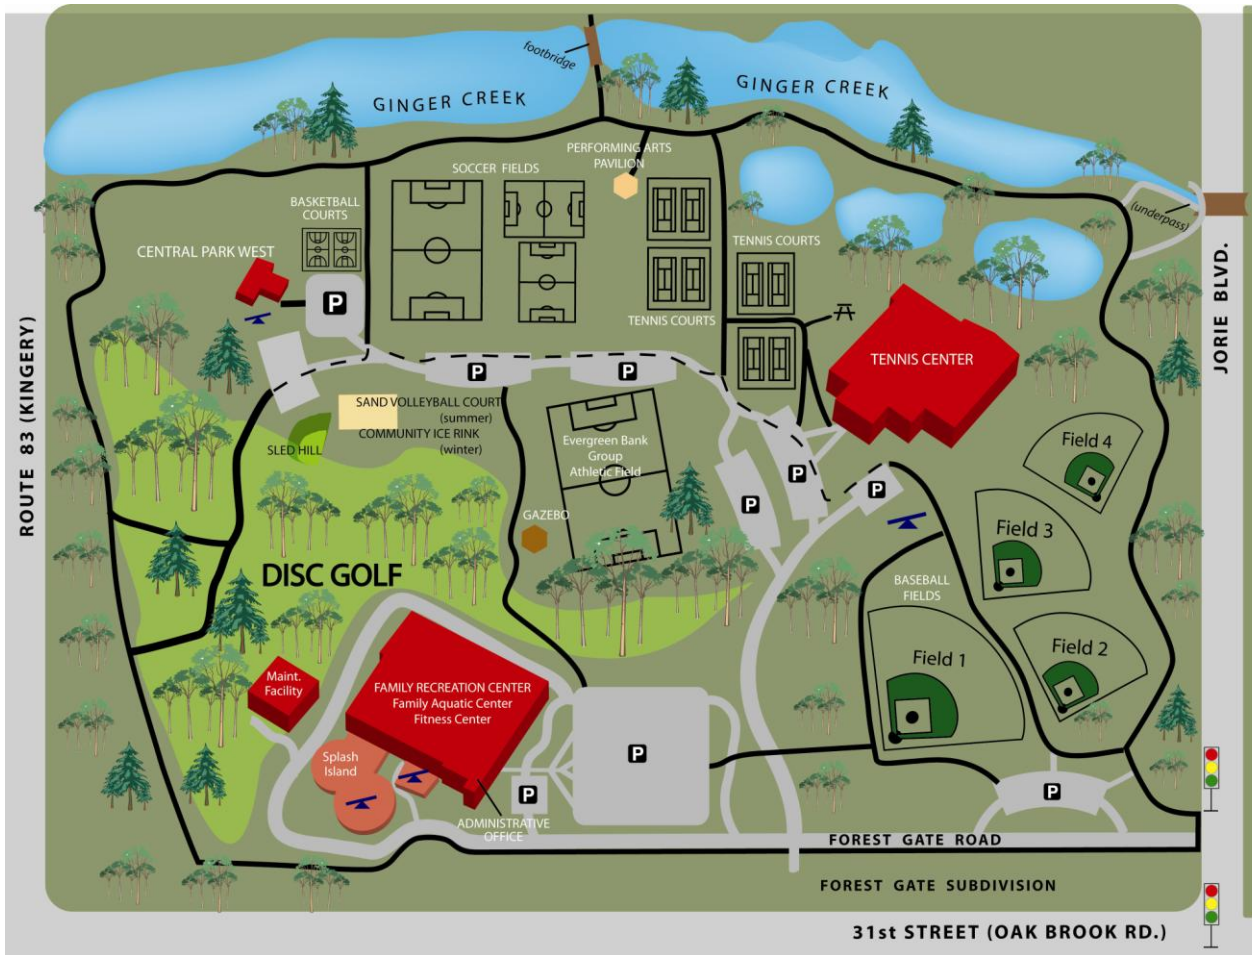 footbridge
GINGER CREEK
GINGER CREEK
PERFORMING ARTS
PAVILION
SOCCER FIELDS
BASKETBALL
COURTS
(underpass)
CENTRAL PARK WEST
TENNIS COURTS
P
TENNIS COURTS
ROUTE 83 (KINGERY)
JORIE BLVD.
TENNIS CENTER
P
P
SAND VOLLEYBALL COURT
(summer)
COMMUNITY ICE RINK
(winter)
SLED HILL
Evergreen Bank
Group
Athletic Field
Field 4
P
P
P
GAZEBO
Field 3
DISC GOLF
BASEBALL
FIELDS
Field 1
Field 2
Maint.
Facility
FAMILY RECREATION CENTER
Family Aquatic Center
Fitness Center
Splash
Island
P
P
P
ADMINISTRATIVE
OFFICE
FOREST GATE ROAD
FOREST GATE SUBDIVISION
31st STREET (OAK BROOK RD.)